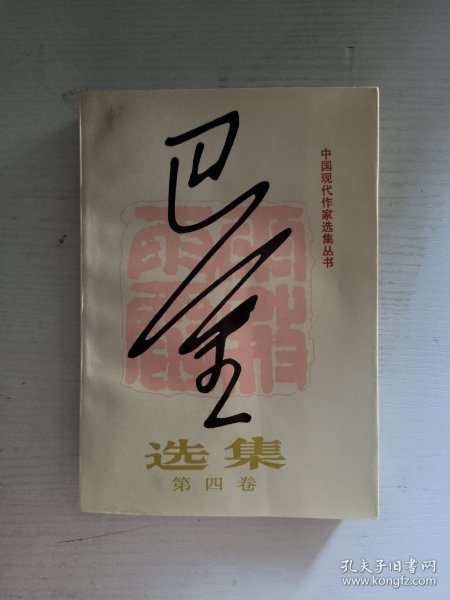 巴金
中国现代作家选集丛书
选集
第四卷
孔夫子旧书网
www.kongfz.com